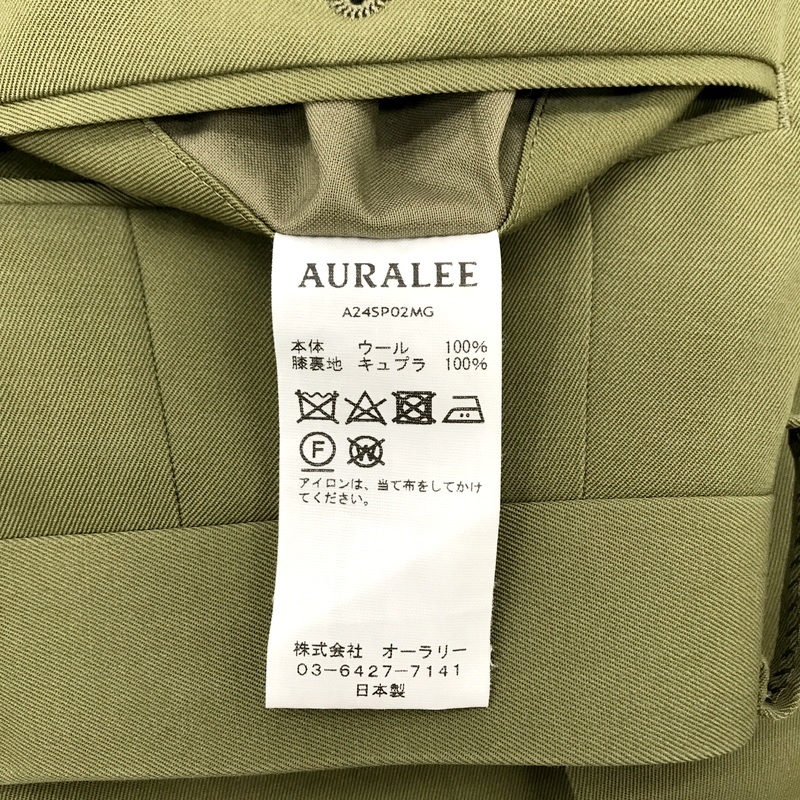 AURALEE
A24SP02MG
本体 ウール 100%
膝裏地 キュプラ 100%
F W
アイロンは、当て布をしてかけ
てください。
株式会社 オーラリー
03-6427-7141
日本製